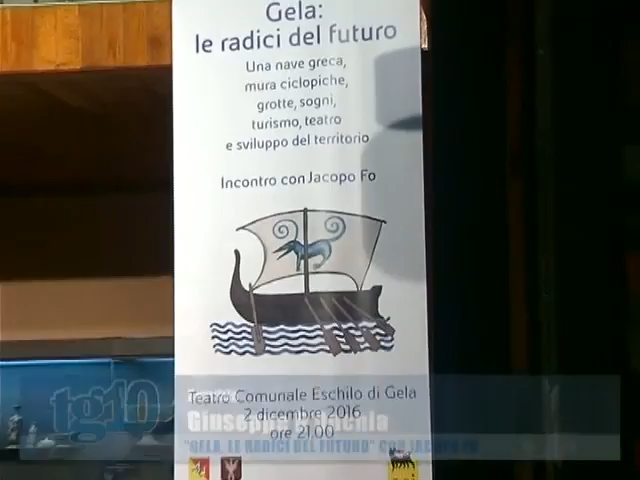 Gela:
le radici del futuro
Una nave greca,
mura ciclopiche,
grotte, sogni,
turismo, teatro
e sviluppo del territorio
Incontro con Jacopo Fo
Teatro Comunale Eschilo di Gela
2 dicembre 2016
ore 21.00
tg10
Giuseppe
"GELA, LE RADICI DEL FUTURO" CON JACOPO FO